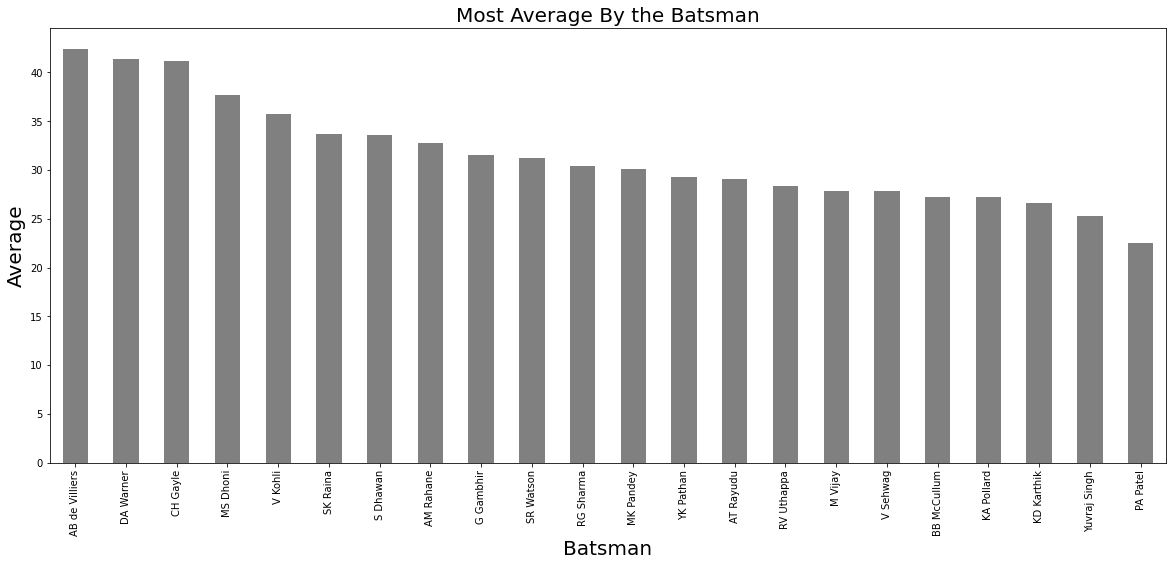 Most Average By the Batsman
Average
40
35
30
25
20
15
10
5
0
AB de Villiers
DA Warner
CH Gayle
MS Dhoni
V Kohli
SK Raina
S Dhawan
AM Rahane
G Gambhir
SR Watson
RG Sharma
MK Pandey
YK Pathan
AT Rayudu
RV Uthappa
M Vijay
V Sehwag
BB McCullum
KA Pollard
KD Karthik
Yuvraj Singh
PA Patel
Batsman